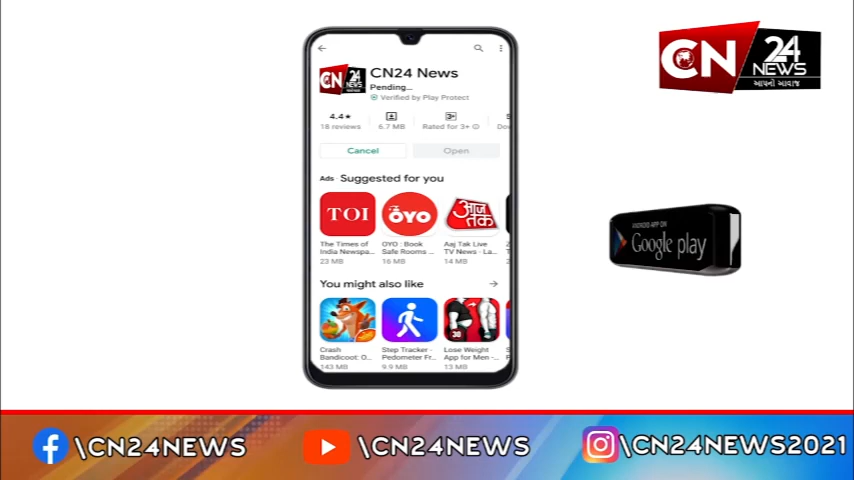 CN
24
NEWS
આપનો અવાજ
CN24 News
CN 24
NEWS
Pending...
Verified by Play Protect
4.4★
18 reviews
6.7 MB
3+
Rated for 3+
Cancel
Open
Ads Suggested for you
TOI
OYO
आज तक
The Times of
India Newspa...
23 MB
OYO : Book
Safe Rooms ...
16 MB
Aaj Tak Live
TV News - La...
14 MB
You might also like
30
Crash
Bandicoot: O...
143 MB
Step Tracker -
Pedometer Fr...
9.9 MB
Lose Weight
App for Men -...
13 MB
ANDROID APP ON
Google play
\CN24NEWS
\CN24NEWS
\CN24NEWS2021